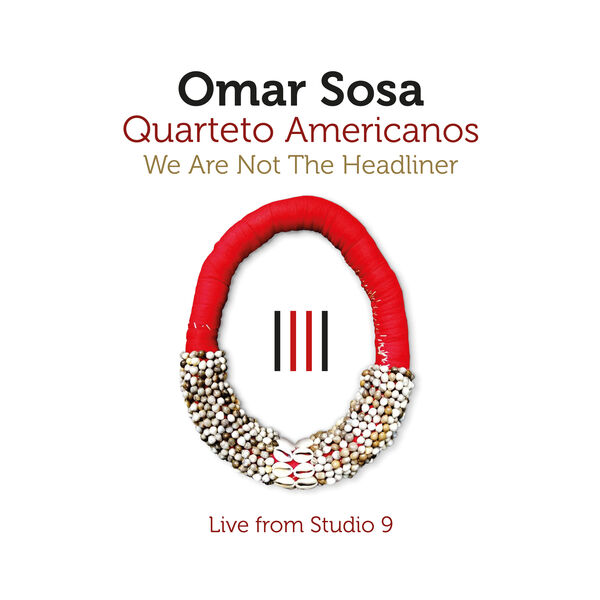 Omar Sosa
Quarteto Americanos
We Are Not The Headliner
Live from Studio 9